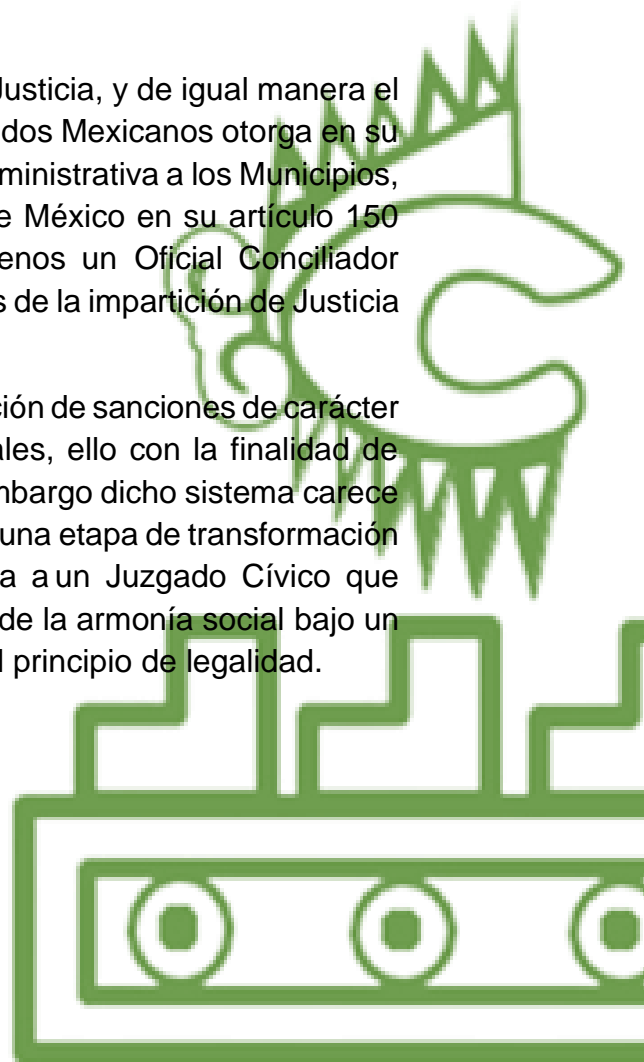 Justicia, y de igual manera el
dos Mexicanos otorga en su
ministrativa a los Municipios,
e México en su artículo 150
enos un Oficial Conciliador
s de la impartición de Justicia
ción de sanciones de carácter
ales, ello con la finalidad de
mbargo dicho sistema carece
una etapa de transformación
a a un Juzgado Cívico que
de la armonía social bajo un
l principio de legalidad.